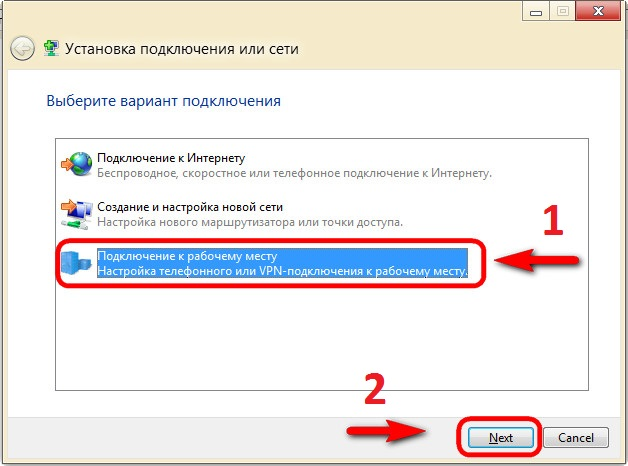 Установка подключения или сети
Выберите вариант подключения
Подключение к Интернету
Беспроводное, скоростное или телефонное подключение к Интернету.
Создание и настройка новой сети
Настройка нового маршрутизатора или точки доступа.
1
Подключение к рабочему месту
Настройка телефонного или VPN-подключения к рабочему месту.
2
Next
Cancel